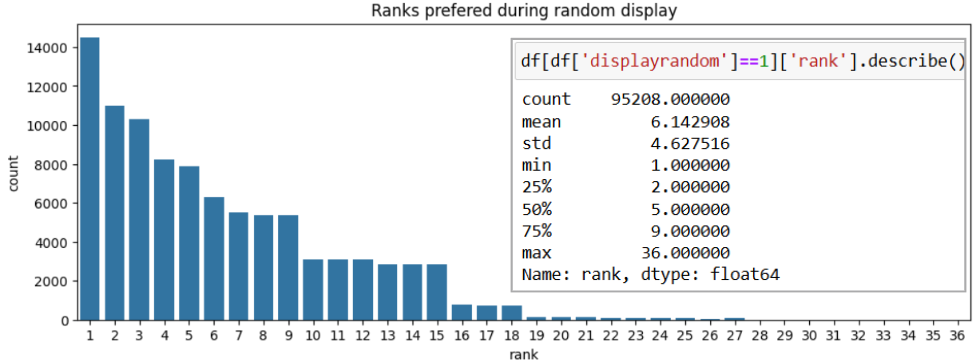 Ranks prefered during random display
df[df['displayrandom']==1]['rank'].describe()
count 95208.000000
mean 6.142908
std 4.627516
min 1.000000
25% 2.000000
50% 5.000000
75% 9.000000
max 36.000000
Name: rank, dtype: float64
count
14000
12000
10000
8000
6000
4000
2000
0
1 2 3 4 5 6 7 8 9 10 11 12 13 14 15 16 17 18 19 20 21 22 23 24 25 26 27 28 29 30 31 32 33 34 35 36
rank